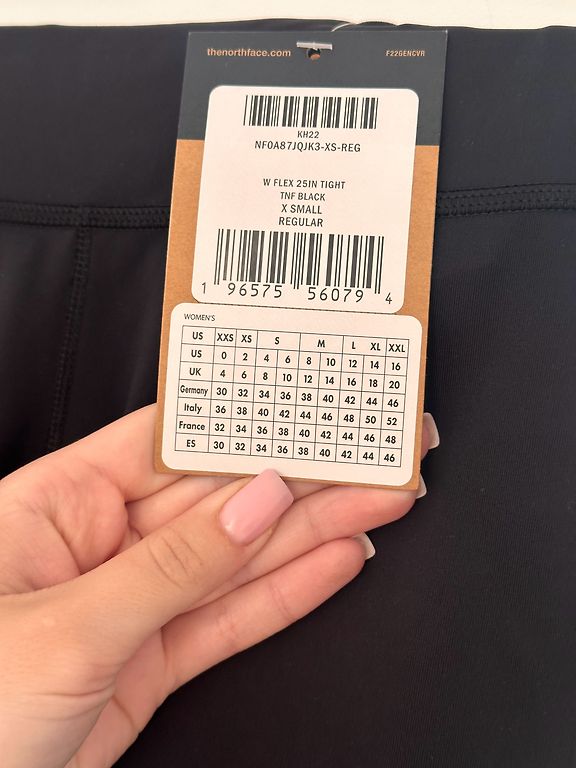 thenorthface.com F22GENCVR
KH22
NF0A87JQJK3-XS-REG
W FLEX 25IN TIGHT
TNF BLACK
X SMALL
REGULAR
1 96575 56079 4
WOMEN'S
US XXS XS S M L XL XXL
US 0 2 4 6 8 10 12 14 16
UK 4 6 8 10 12 14 16 18 20
Germany 30 32 34 36 38 40 42 44 46
Italy 36 38 40 42 44 46 48 50 52
France 32 34 36 38 40 42 44 46 48
ES 30 32 34 36 38 40 42 44 46